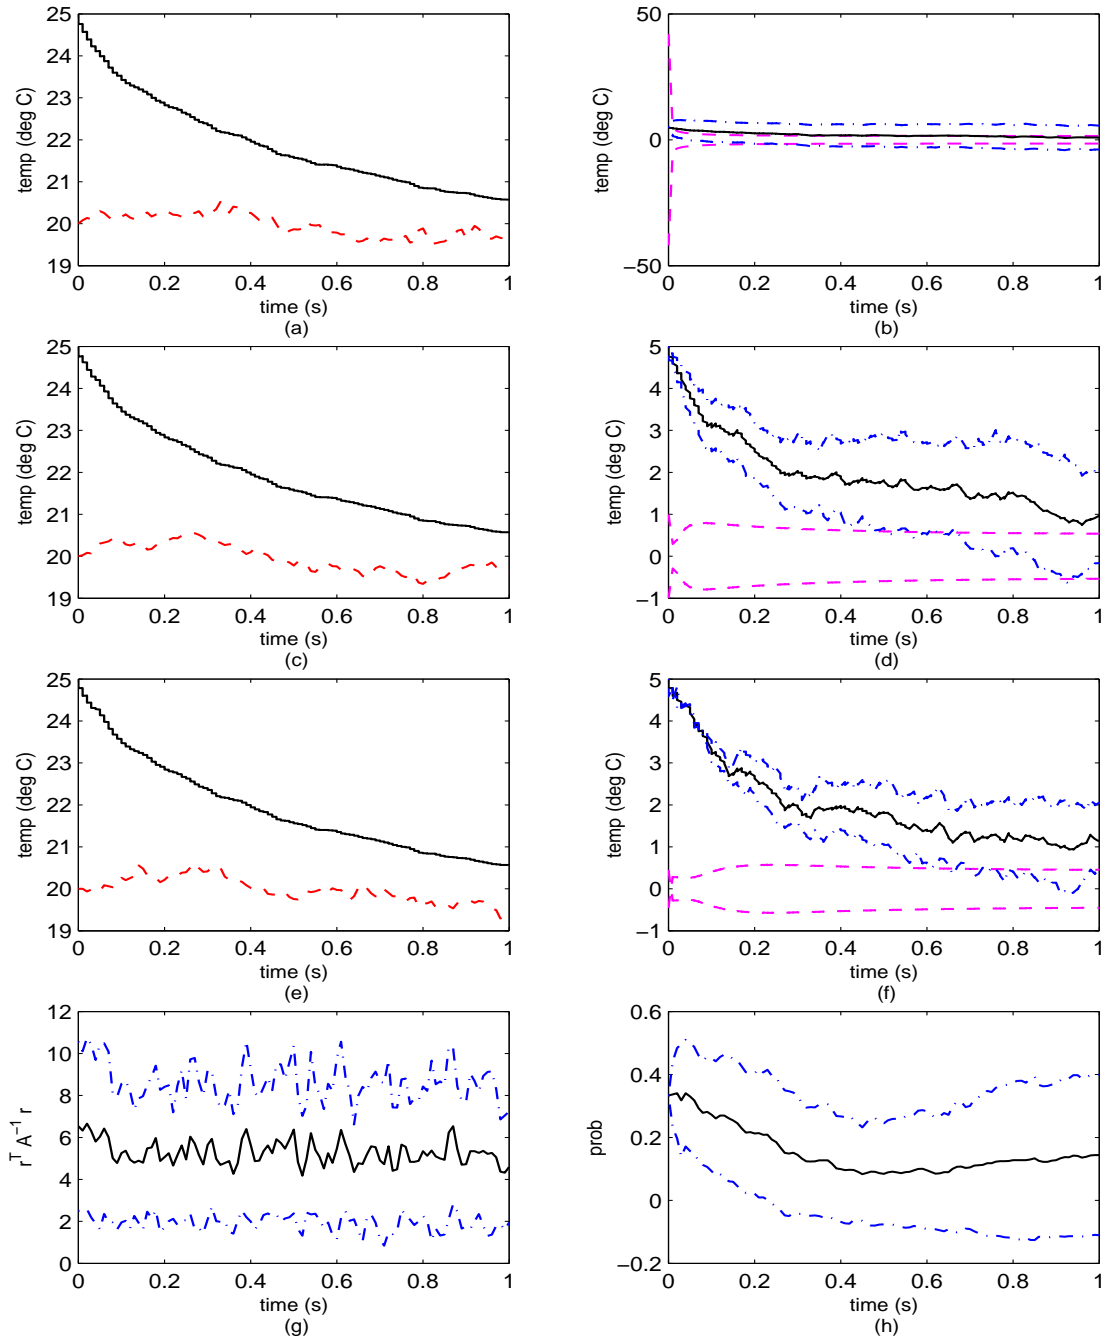 25
24
23
22
21
20
19
temp (deg C)
0 0.2 0.4 0.6 0.8 1
time (s)
(a)
50
0
−50
temp (deg C)
0 0.2 0.4 0.6 0.8 1
time (s)
(b)
25
24
23
22
21
20
19
temp (deg C)
0 0.2 0.4 0.6 0.8 1
time (s)
(c)
5
4
3
2
1
0
−1
temp (deg C)
0 0.2 0.4 0.6 0.8 1
time (s)
(d)
25
24
23
22
21
20
19
temp (deg C)
0 0.2 0.4 0.6 0.8 1
time (s)
(e)
5
4
3
2
1
0
−1
temp (deg C)
0 0.2 0.4 0.6 0.8 1
time (s)
(f)
12
10
8
6
4
2
0
r^T A^−1 r
0 0.2 0.4 0.6 0.8 1
time (s)
(g)
0.6
0.4
0.2
0
−0.2
prob
0 0.2 0.4 0.6 0.8 1
time (s)
(h)